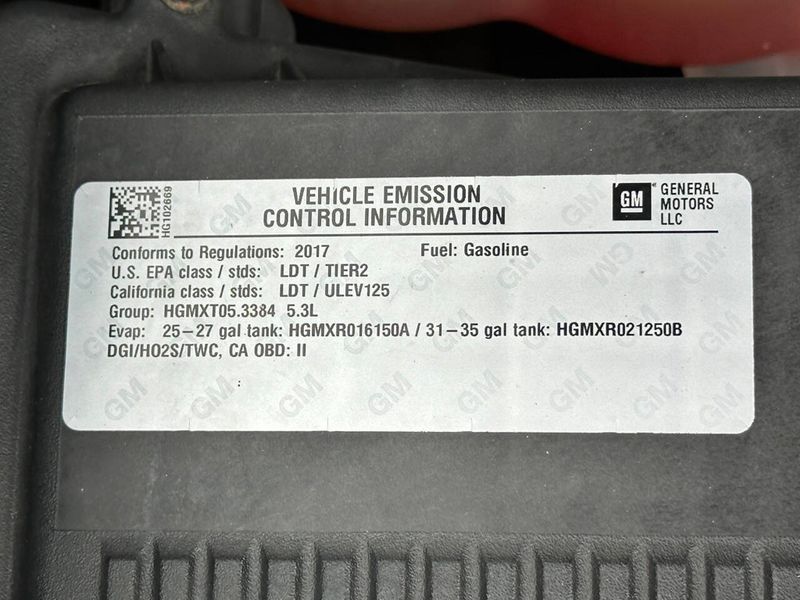 HG1102669
VEHICLE EMISSION
CONTROL INFORMATION
GM
GENERAL
MOTORS
LLC
Conforms to Regulations: 2017 Fuel: Gasoline
U.S. EPA class / stds: LDT / TIER2
California class / stds: LDT / ULEV125
Group: HGMXT05.3384 5.3L
Evap: 25-27 gal tank: HGMXR016150A / 31-35 gal tank: HGMXR021250B
DGI/HO2S/TWC, CA OBD: II